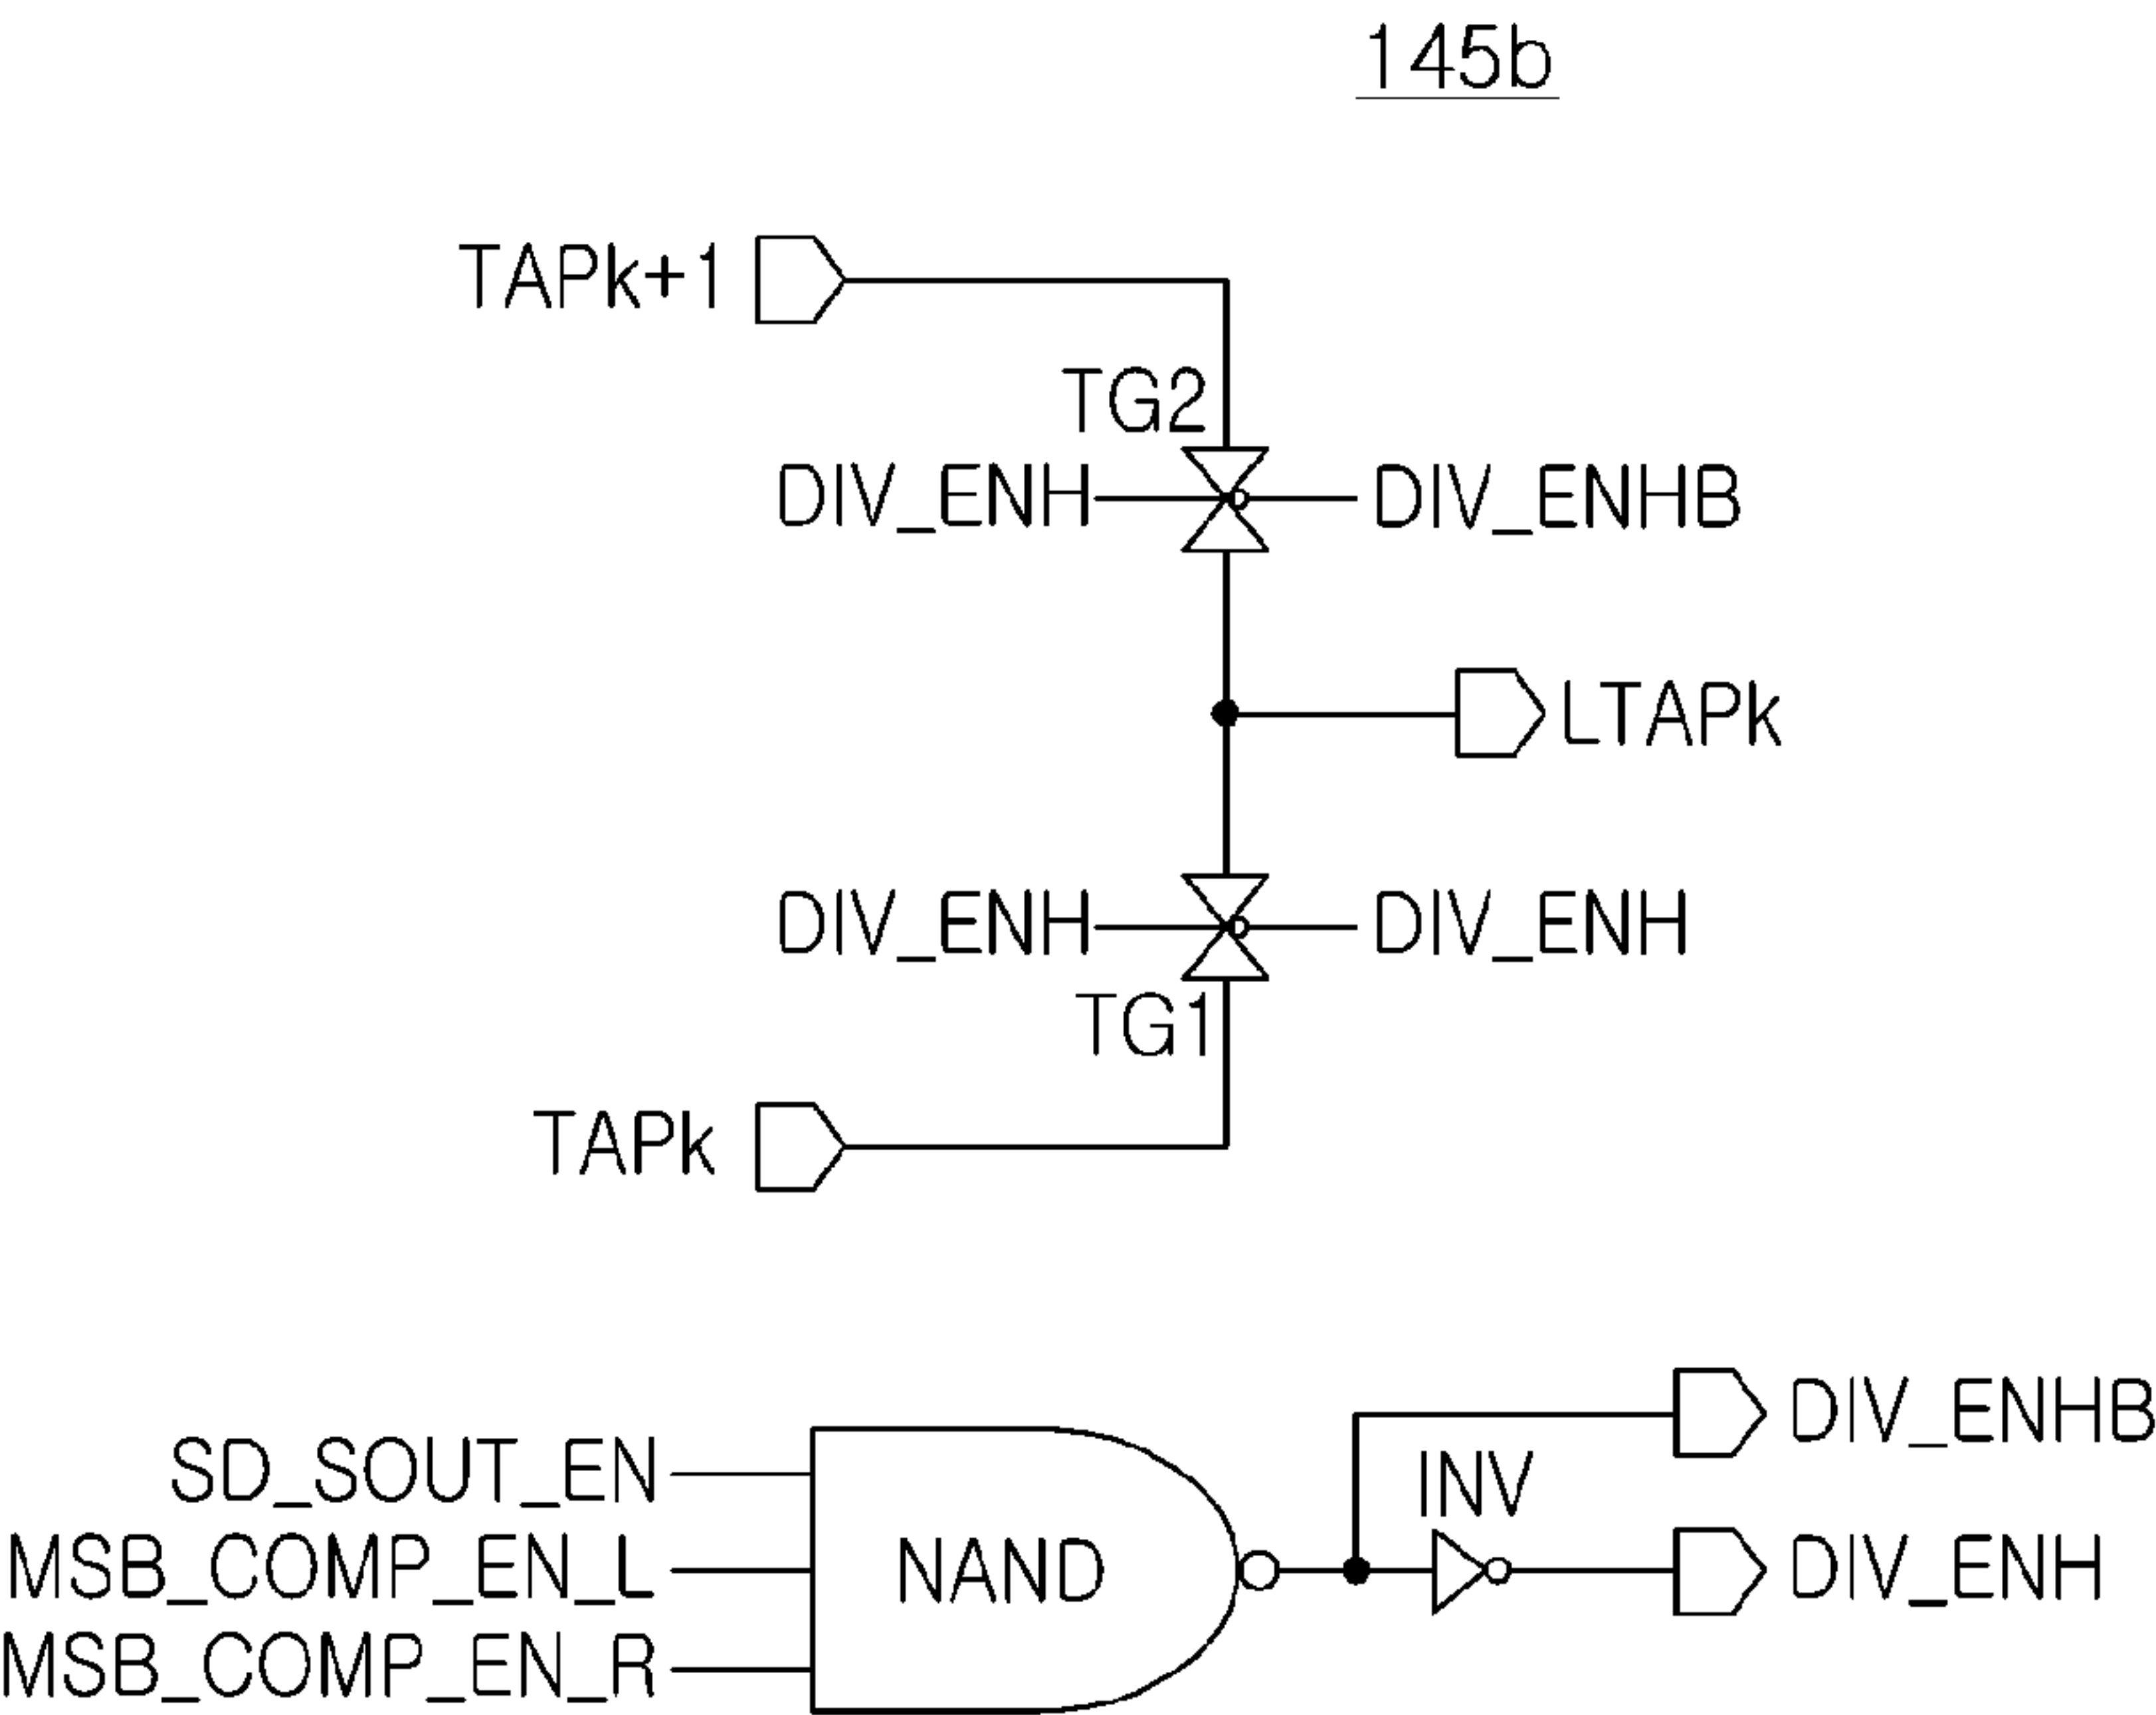 145b
TAPk+1
TG2
DIV_ENH
DIV_ENHB
LTAPk
DIV_ENH
DIV_ENH
TG1
TAPk
DIV_ENHB
SD_SOUT_EN
INV
MSB_COMP_EN_L
NAND
DIV_ENH
MSB_COMP_EN_R